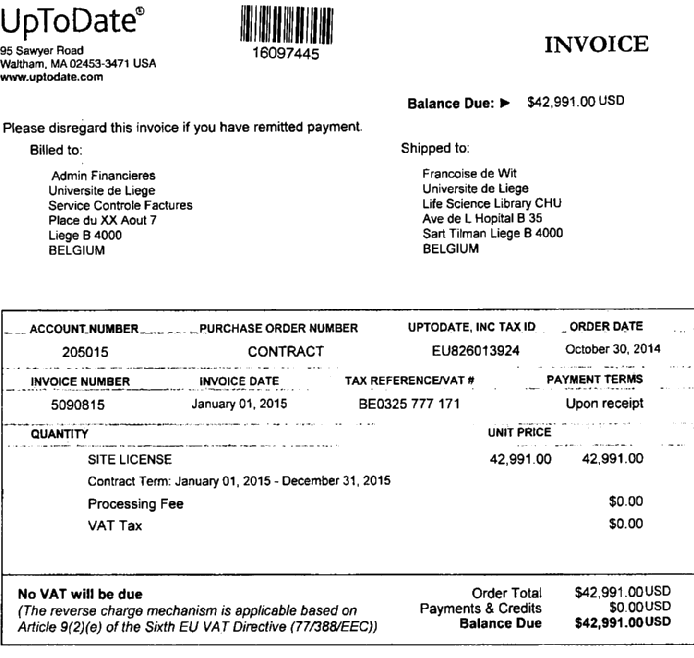 UpToDate®
95 Sawyer Road
Waltham, MA 02453-3471 USA
www.uptodate.com
16097445
INVOICE
Balance Due: ► $42,991.00 USD
Please disregard this invoice if you have remitted payment.
Billed to:
Admin Financieres
Universite de Liege
Service Controle Factures
Place du XX Aout 7
Liege B 4000
BELGIUM
Shipped to:
Francoise de Wit
Universite de Liege
Life Science Library CHU
Ave de L Hopital B 35
Sart Tilman Liege B 4000
BELGIUM
ACCOUNT NUMBER PURCHASE ORDER NUMBER UPTODATE, INC TAX ID ORDER DATE
205015 CONTRACT EU826013924 October 30, 2014
INVOICE NUMBER INVOICE DATE TAX REFERENCE/VAT # PAYMENT TERMS
5090815 January 01, 2015 BE0325 777 171 Upon receipt
QUANTITY UNIT PRICE
SITE LICENSE 42,991.00 42,991.00
Contract Term: January 01, 2015 - December 31, 2015
Processing Fee $0.00
VAT Tax $0.00
No VAT will be due Order Total $42,991.00 USD
(The reverse charge mechanism is applicable based on Payments & Credits $0.00 USD
Article 9(2)(e) of the Sixth EU VAT Directive (77/388/EEC)) Balance Due $42,991.00 USD